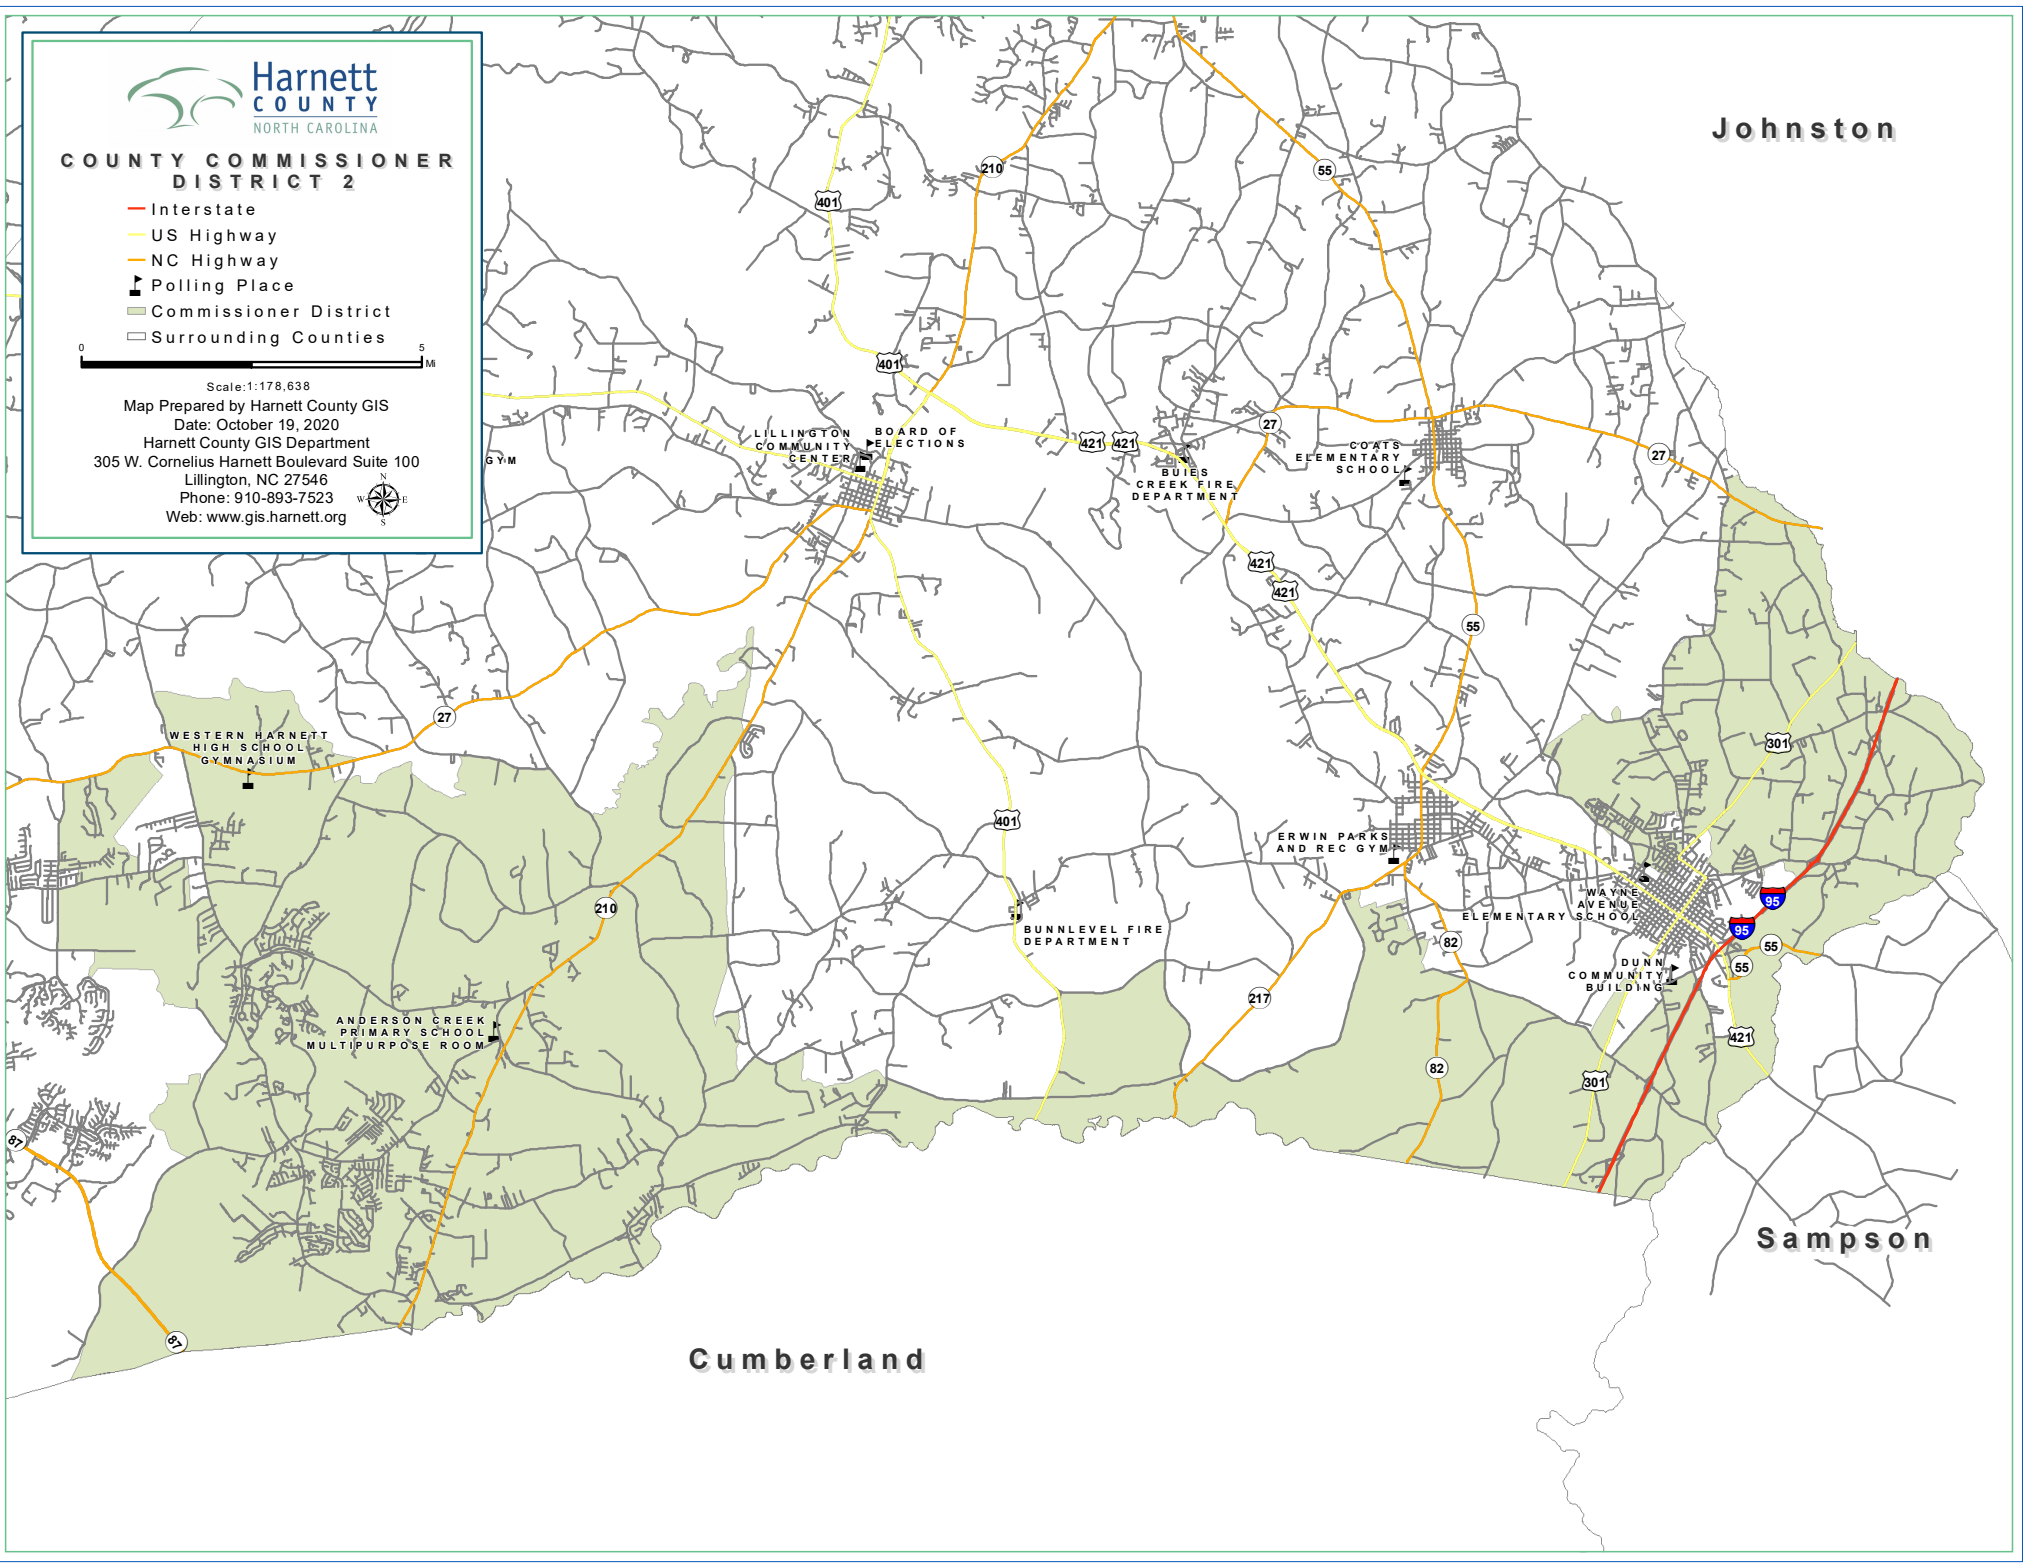 Harnett
COUNTY
NORTH CAROLINA
COUNTY COMMISSIONER
DISTRICT 2
Interstate
US Highway
NC Highway
Polling Place
Commissioner District
Surrounding Counties
0 5
Mi
Scale:1:178,638
Map Prepared by Harnett County GIS
Date: October 19, 2020
Harnett County GIS Department
305 W. Cornelius Harnett Boulevard Suite 100
Lillington, NC 27546
Phone: 910-893-7523
Web: www.gis.harnett.org
N
W E
S
Johnston
210
55
401
401
27
421 421
LILLINGTON
COMMUNITY
CENTER
BOARD OF
ELECTIONS
GYM
BUIES
CREEK FIRE
DEPARTMENT
COATS
ELEMENTARY
SCHOOL
27
421
421
55
27
WESTERN HARNETT
HIGH SCHOOL
GYMNASIUM
301
401
ERWIN PARKS
AND REC GYM
WAYNE
AVENUE
ELEMENTARY SCHOOL
95
95
210
BUNNLEVEL FIRE
DEPARTMENT
82
55
55
DUNN
COMMUNITY
BUILDING
217
ANDERSON CREEK
PRIMARY SCHOOL
MULTIPURPOSE ROOM
421
82
301
87
Sampson
87
Cumberland